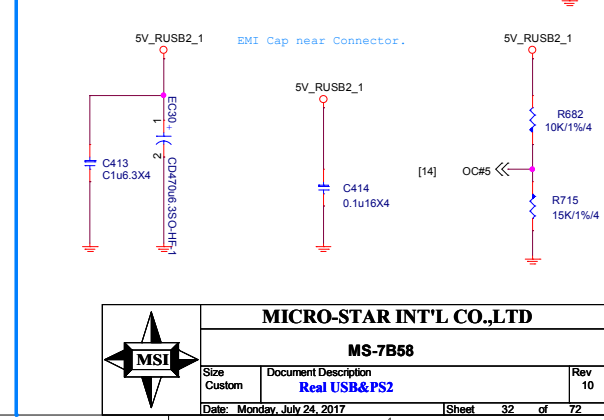 5V_RUSB2_1
EMI Cap near Connector.
5V_RUSB2_1
5V_RUSB2_1
EC30
+
1
2
CD470u6.3SO-HF-1
C413
C1u6.3X4
C414
0.1u16X4
R682
10K/1%/4
[14]
OC#5
R715
15K/1%/4
MSI
MICRO-STAR INT'L CO.,LTD
MS-7B58
Size
Custom
Document Description
Real USB&PS2
Rev
10
Date: Monday, July 24, 2017
Sheet 32 of 72